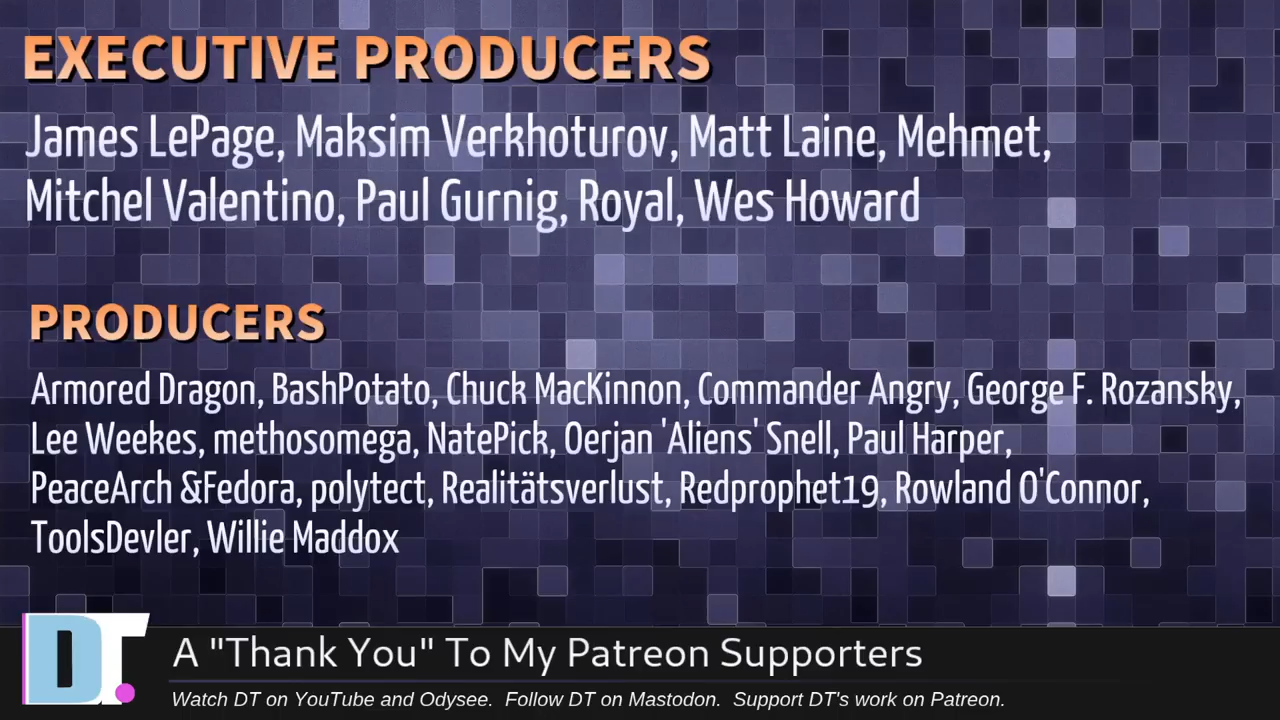 EXECUTIVE PRODUCERS
James LePage, Maksim Verkhoturov, Matt Laine, Mehmet,
Mitchel Valentino, Paul Gurnig, Royal, Wes Howard
PRODUCERS
Armored Dragon, BashPotato, Chuck MacKinnon, Commander Angry, George F. Rozansky,
Lee Weekes, methosomega, NatePick, Oerjan 'Aliens' Snell, Paul Harper,
PeaceArch &Fedora, polytect, Realitätsverlust, Redprophet19, Rowland O'Connor,
ToolsDevler, Willie Maddox
DT
A "Thank You" To My Patreon Supporters
Watch DT on YouTube and Odysee. Follow DT on Mastodon. Support DT's work on Patreon.